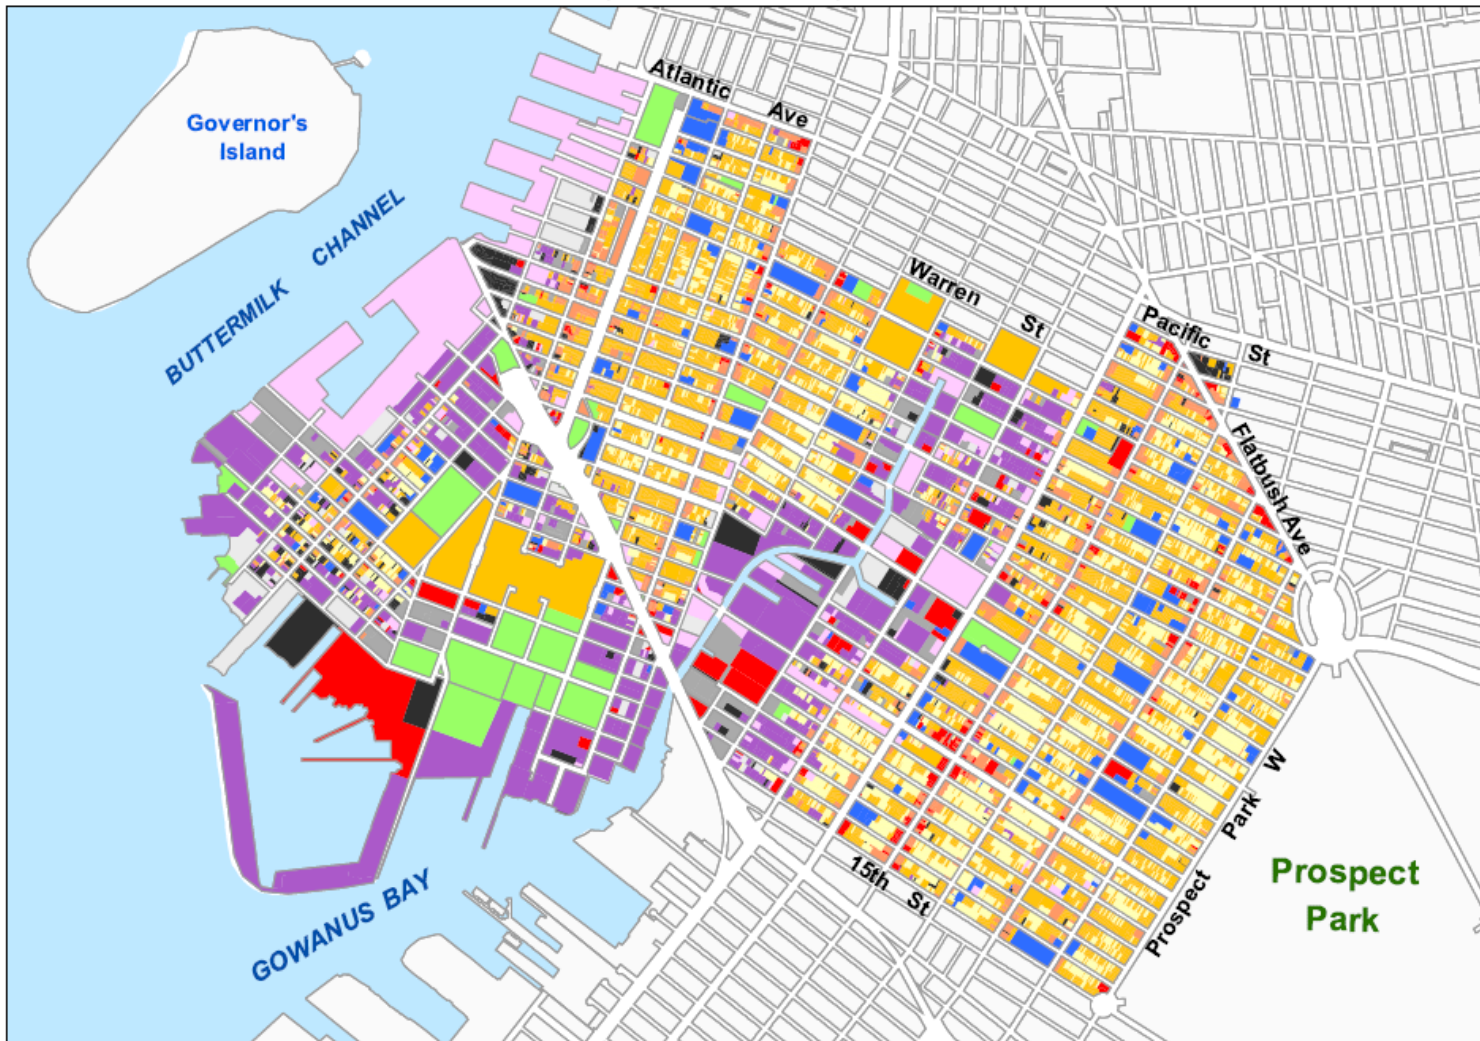 Atlantic Ave
Governor's
Island
BUTTERMILK CHANNEL
Warren St
Pacific St
Flatbush Ave
Prospect Park W
15th St
Prospect
Park
GOWANUS BAY